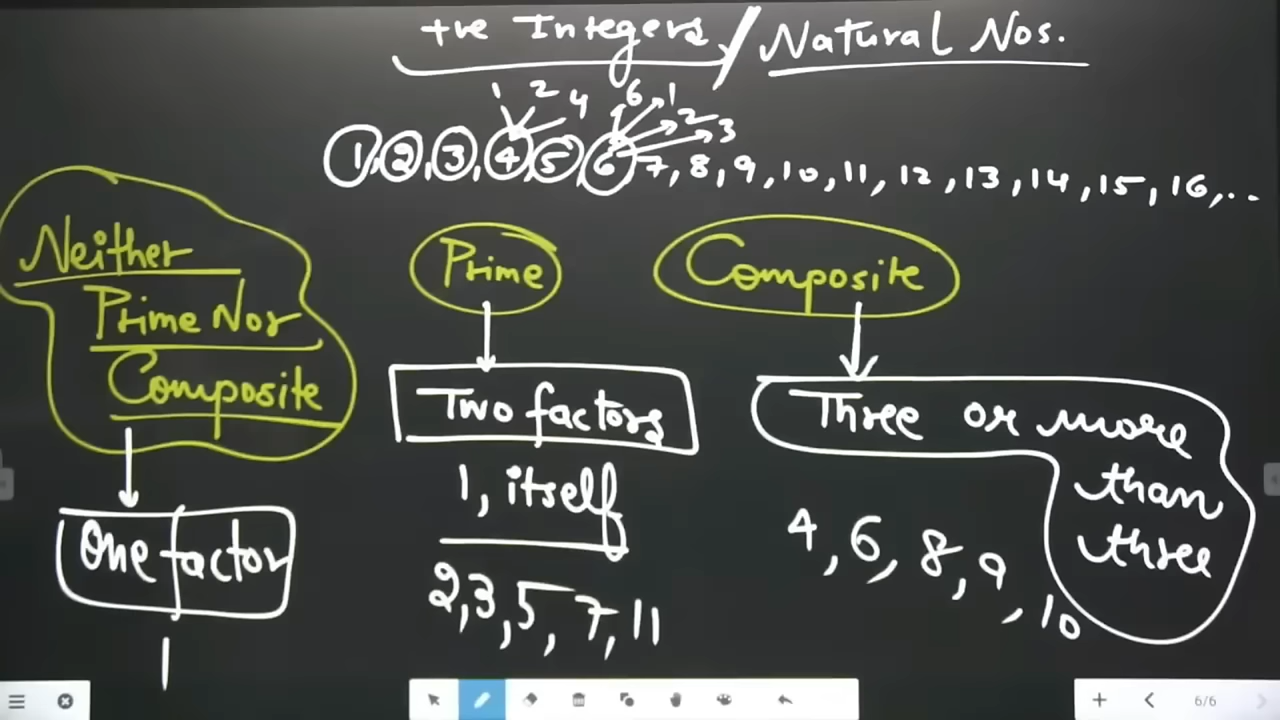 +ve Integers / Natural Nos.
1 2 4 6 1 2 3
1, 2, 3, 4, 5, 6, 7, 8, 9, 10, 11, 12, 13, 14, 15, 16, ...
Neither
Prime Nor
Composite
One factor
1
Prime
Two factors
1, itself
2, 3, 5, 7, 11
Composite
Three or more
than
three
4, 6, 8, 9, 10
6/6